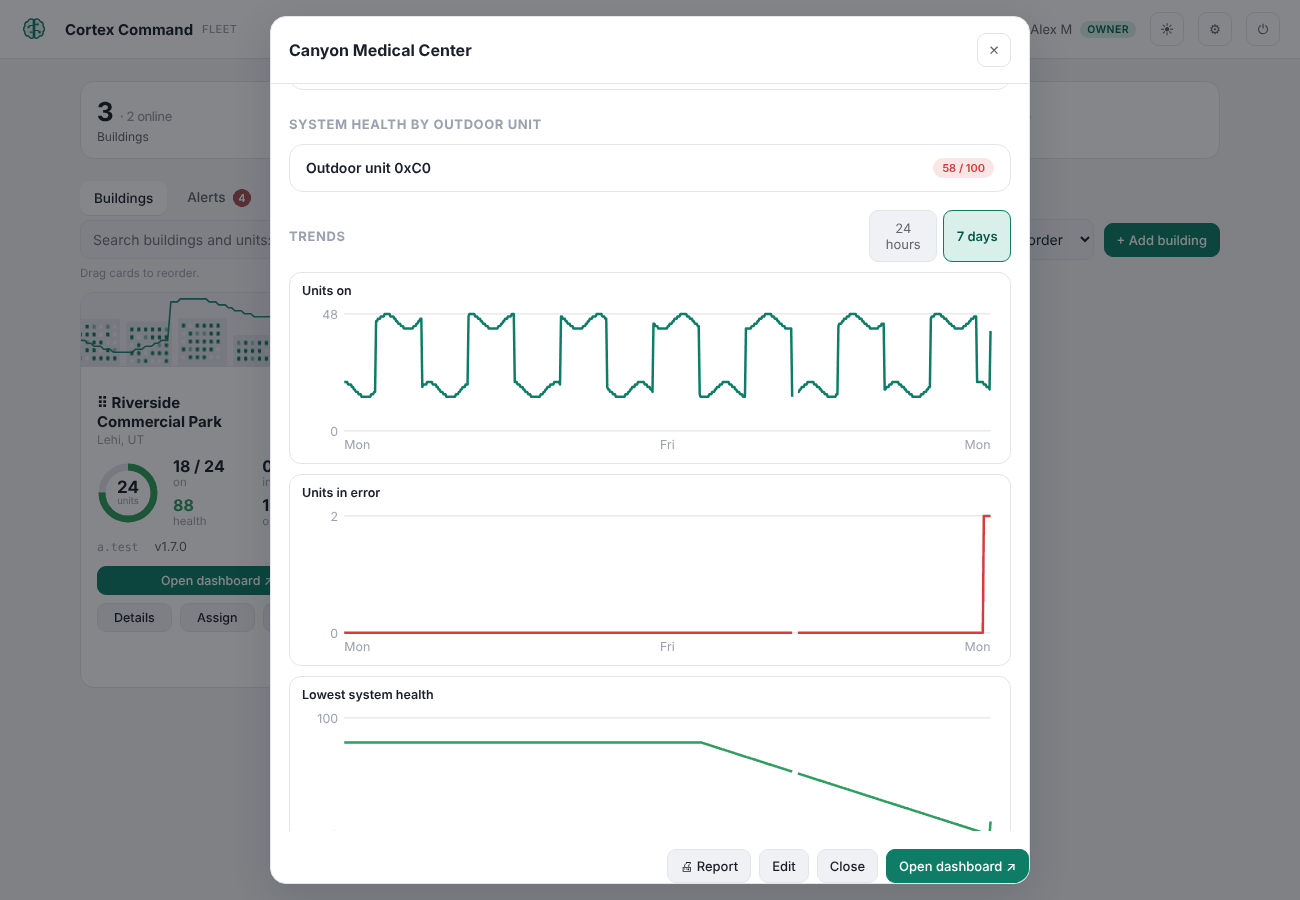 Cortex Command FLEET
Alex M OWNER
3 · 2 online
Buildings
Buildings Alerts 4
Search buildings and units:
order
+ Add building
Drag cards to reorder.
Riverside
Commercial Park
Lehi, UT
24
units
18 / 24
on
88
health
a.test v1.7.0
Open dashboard ↗
Details Assign
Canyon Medical Center
×
SYSTEM HEALTH BY OUTDOOR UNIT
Outdoor unit 0xC0 58 / 100
TRENDS
24
hours
7 days
Units on
48
0
Mon Fri Mon
Units in error
2
0
Mon Fri Mon
Lowest system health
100
Report Edit Close Open dashboard ↗